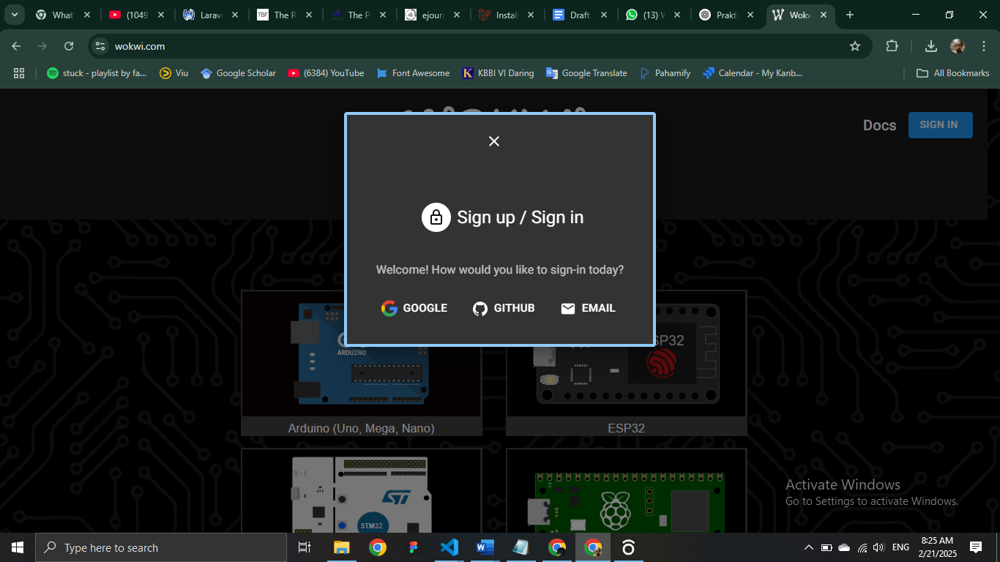 What'
(1049
Larav
TBF
The R
The P
ejourn
Install
Draft
(13) W
Prakti
Wokw
wokwi.com
stuck - playlist by fa...
Viu
Google Scholar
(6384) YouTube
Font Awesome
KBBI VI Daring
Google Translate
Pahamify
Calendar - My Kanb...
All Bookmarks
Docs
SIGN IN
Sign up / Sign in
Welcome! How would you like to sign-in today?
GOOGLE
GITHUB
EMAIL
ARDUINO
SP32
Arduino (Uno, Mega, Nano)
ESP32
STM32
Activate Windows
Go to Settings to activate Windows.
Type here to search
ENG
8:25 AM
2/21/2025